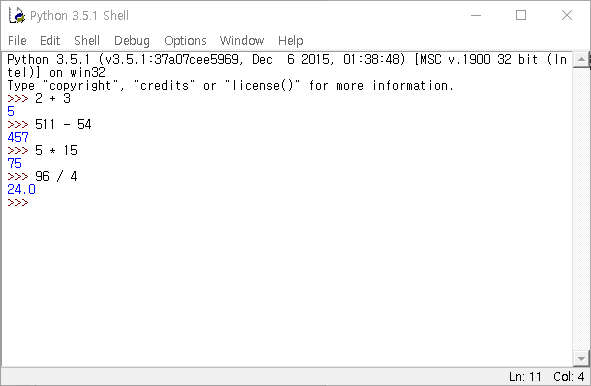 Python 3.5.1 Shell
File Edit Shell Debug Options Window Help
Python 3.5.1 (v3.5.1:37a07cee5969, Dec  6 2015, 01:38:48) [MSC v.1900 32 bit (In
tel)] on win32
Type "copyright", "credits" or "license()" for more information.
>>> 2 + 3
5
>>> 511 - 54
457
>>> 5 * 15
75
>>> 96 / 4
24.0
>>>
Ln: 11 Col: 4